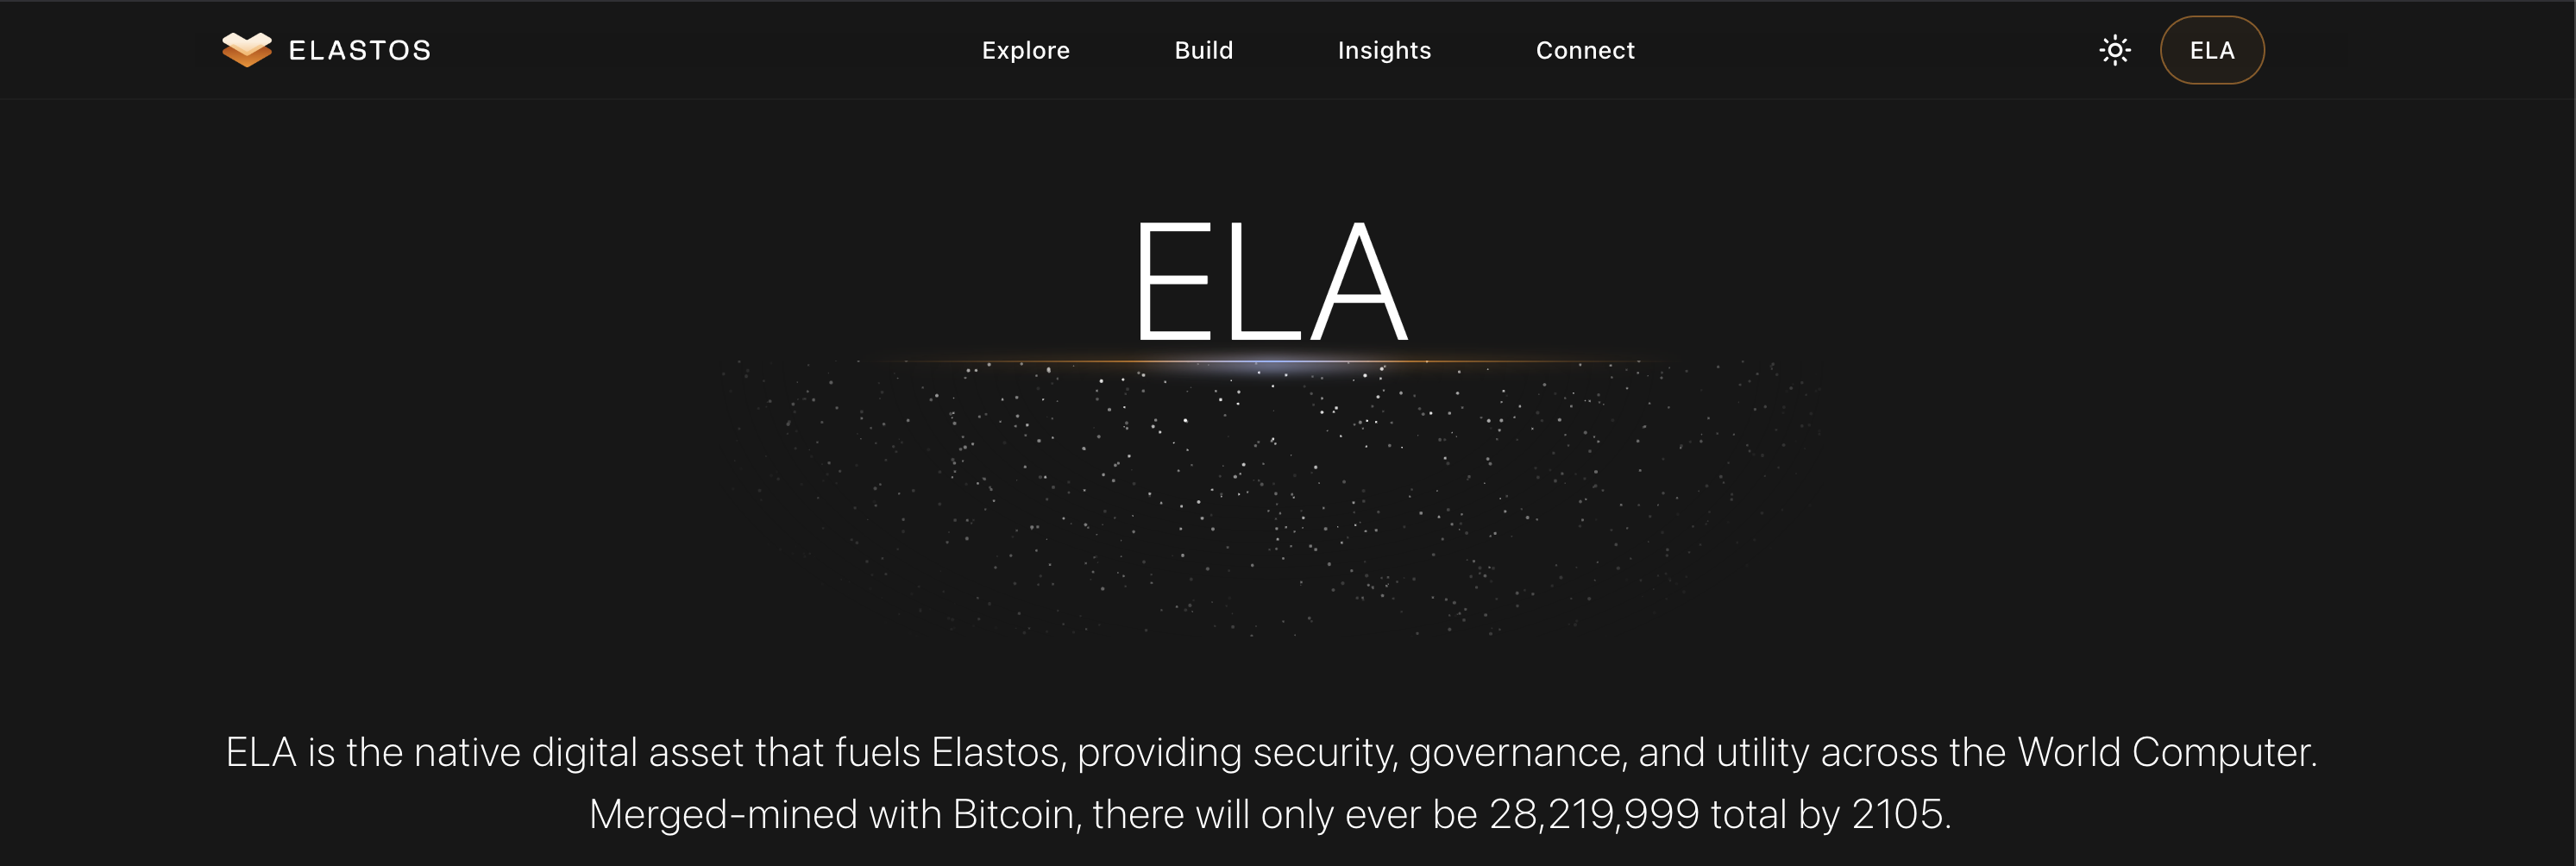 ELASTOS
Explore
Build
Insights
Connect
ELA
ELA
ELA is the native digital asset that fuels Elastos, providing security, governance, and utility across the World Computer.
Merged-mined with Bitcoin, there will only ever be 28,219,999 total by 2105.